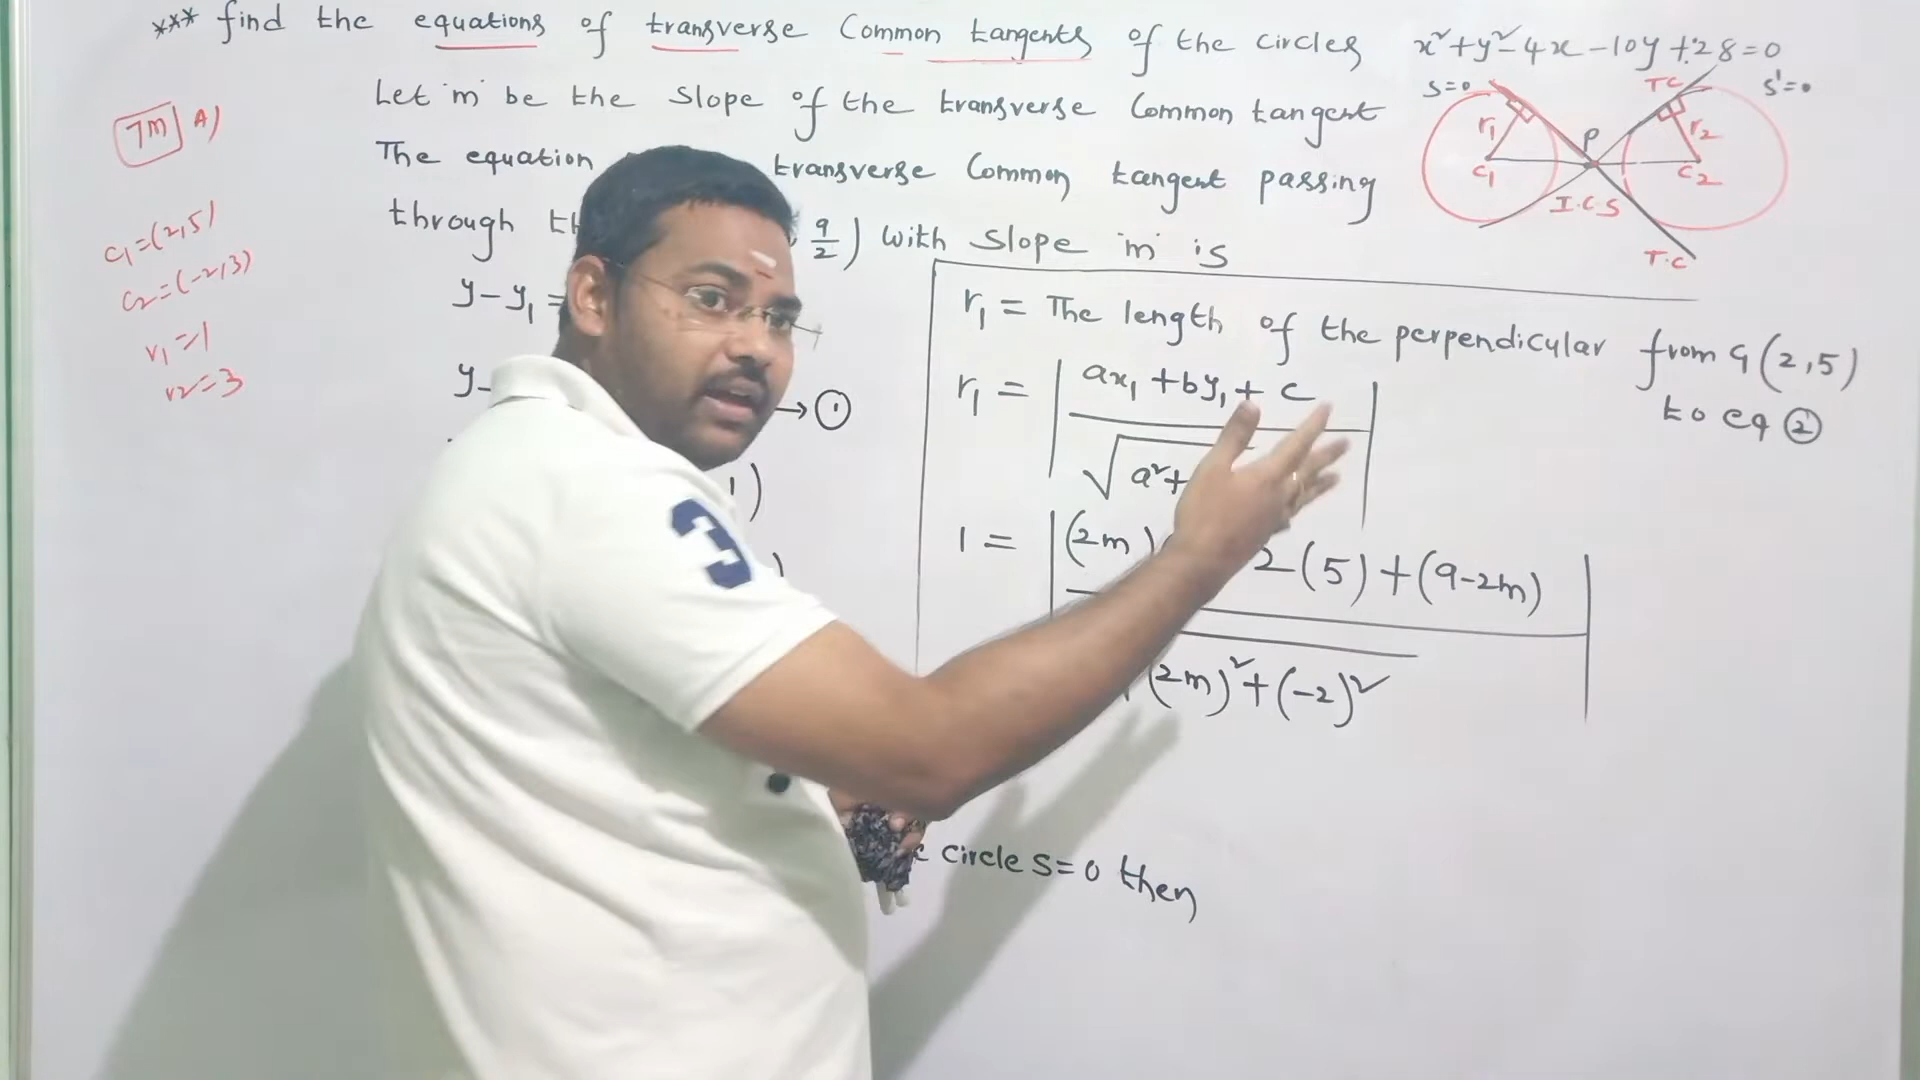 *** find the equations of transverse Common tangents of the circles x²+y²-4x-10y+28=0
7m A)
Let 'm' be the slope of the transverse Common tangent
The equation transverse Common tangent passing
through 9/2) with slope 'm' is
C₁=(2,5)
C₂=(-2,3)
r₁=1
r₂=3
y-y₁=
y-
→①
S=0
S'=0
T.C
r₁
P
r₂
C₁
C₂
I.C.S
T.C
r₁ = The length of the perpendicular from C₁(2,5)
to eq ②
r₁ = | ax₁+by₁+c / √a²+
1 = | (2m) 2(5)+(9-2m) / (2m)²+(-2)² |
circle S=0 then
3